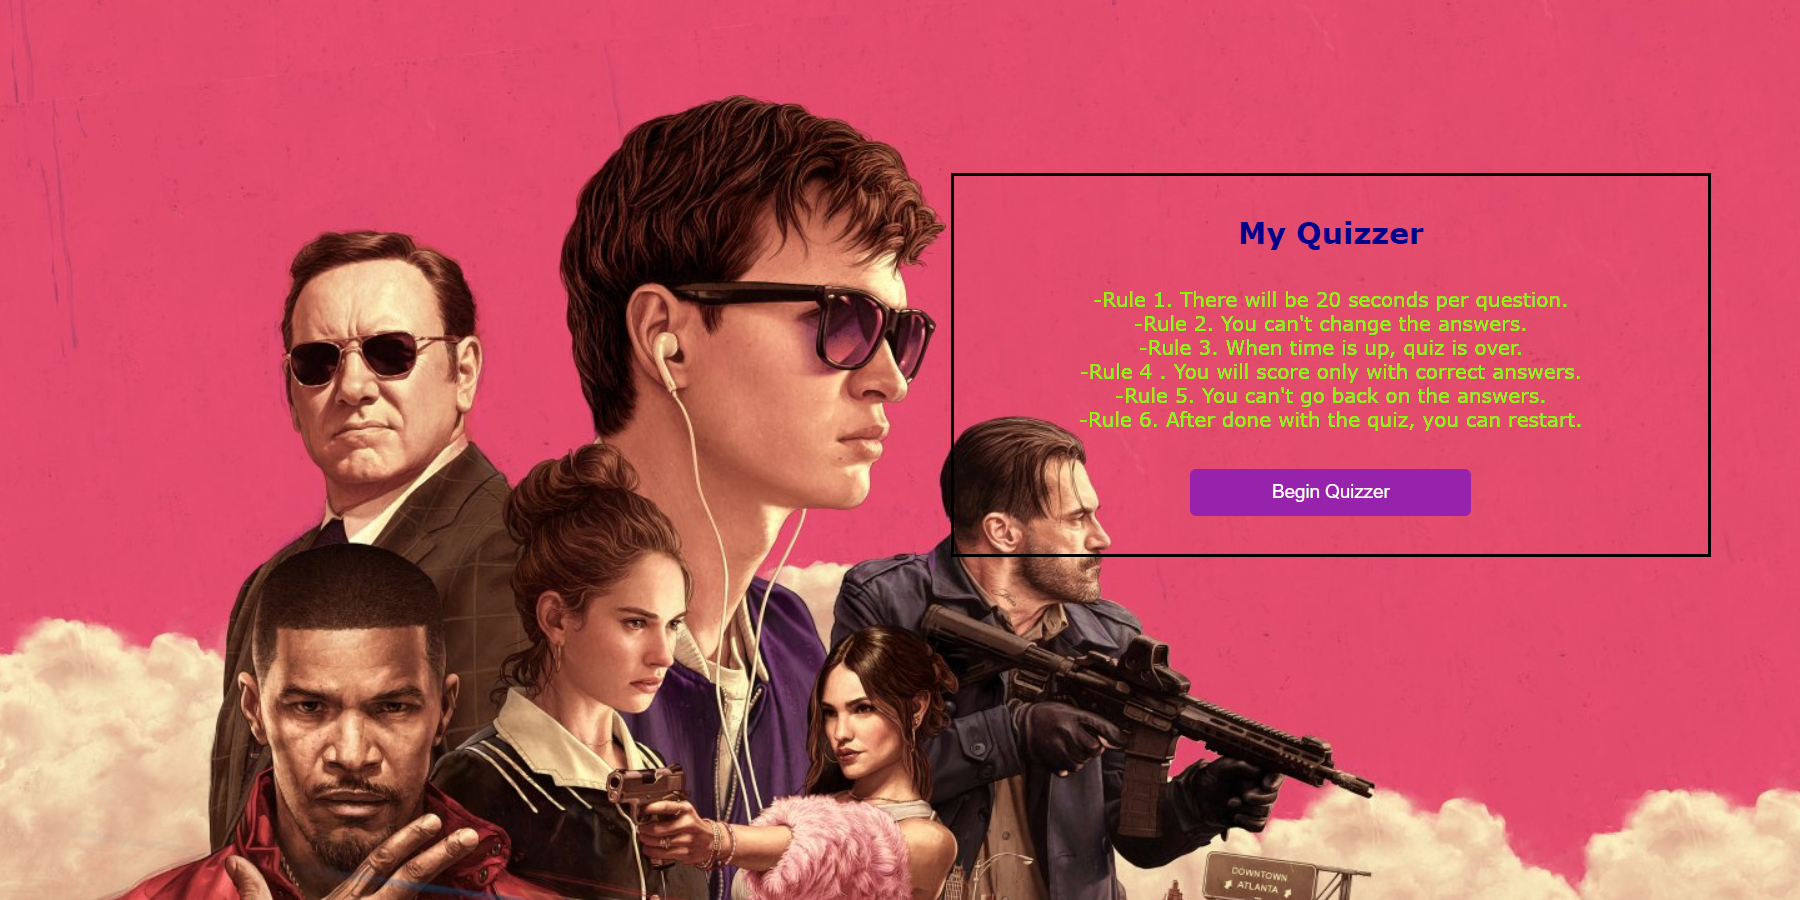 My Quizzer
-Rule 1. There will be 20 seconds per question.
-Rule 2. You can't change the answers.
-Rule 3. When time is up, quiz is over.
-Rule 4 . You will score only with correct answers.
-Rule 5. You can't go back on the answers.
-Rule 6. After done with the quiz, you can restart.
Begin Quizzer
DOWNTOWN
ATLANTA